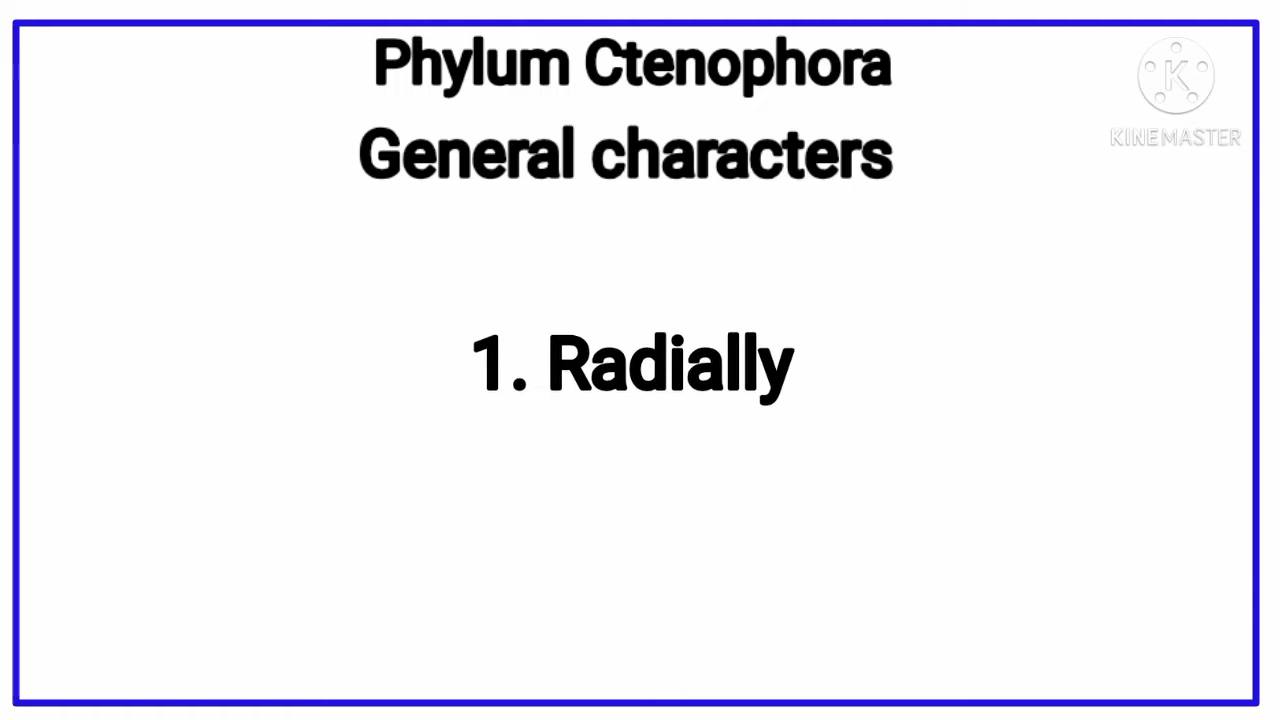 Phylum Ctenophora
General characters
K
KINEMASTER
1. Radially